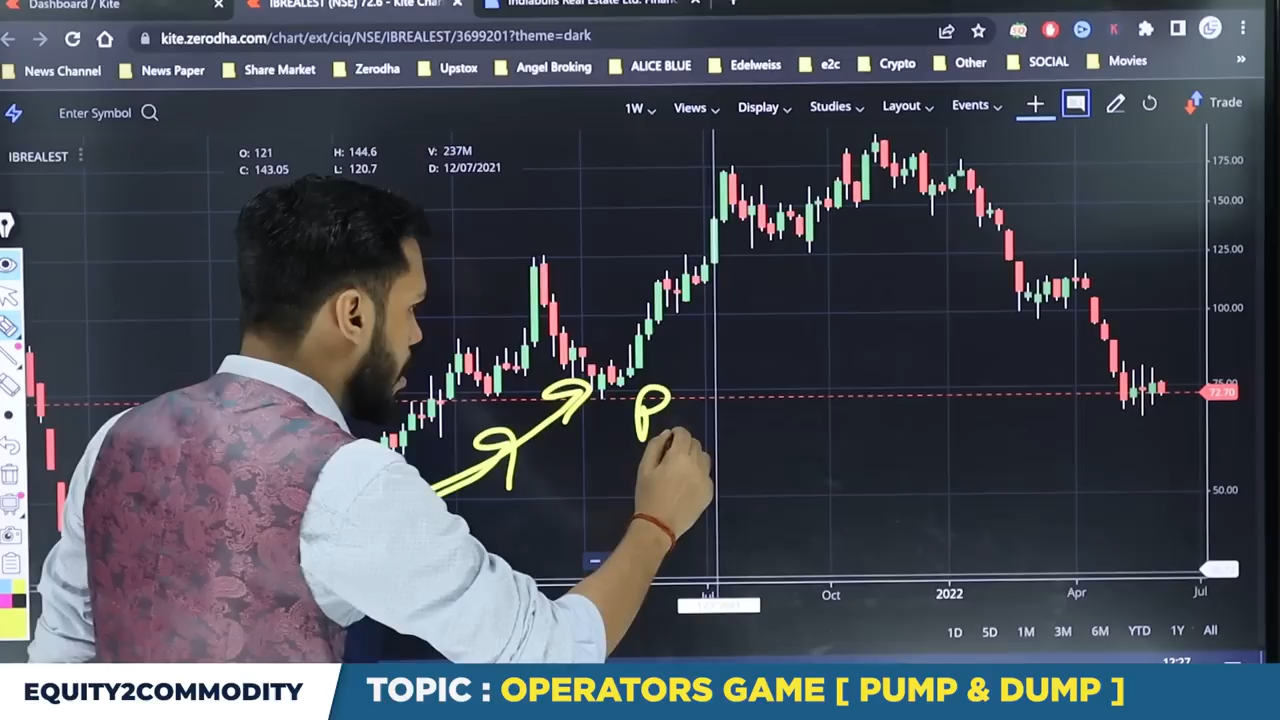 Dashboard / Kite
IBREALEST (NSE) 72.6 - Kite Char
Indiabulls Real Estate Ltd.
kite.zerodha.com/chart/ext/ciq/NSE/IBREALEST/3699201?theme=dark
News Channel News Paper Share Market Zerodha Upstox Angel Broking ALICE BLUE Edelweiss e2c Crypto Other SOCIAL Movies »
Enter Symbol 1W Views Display Studies Layout Events Trade
IBREALEST
O: 121 H: 144.6 V: 237M
C: 143.05 L: 120.7 D: 12/07/2021
175.00
150.00
125.00
100.00
75.00
72.70
50.00
P
Jul Oct 2022 Apr Jul
1D 5D 1M 3M 6M YTD 1Y All
12:27
EQUITY2COMMODITY
TOPIC : OPERATORS GAME [ PUMP & DUMP ]